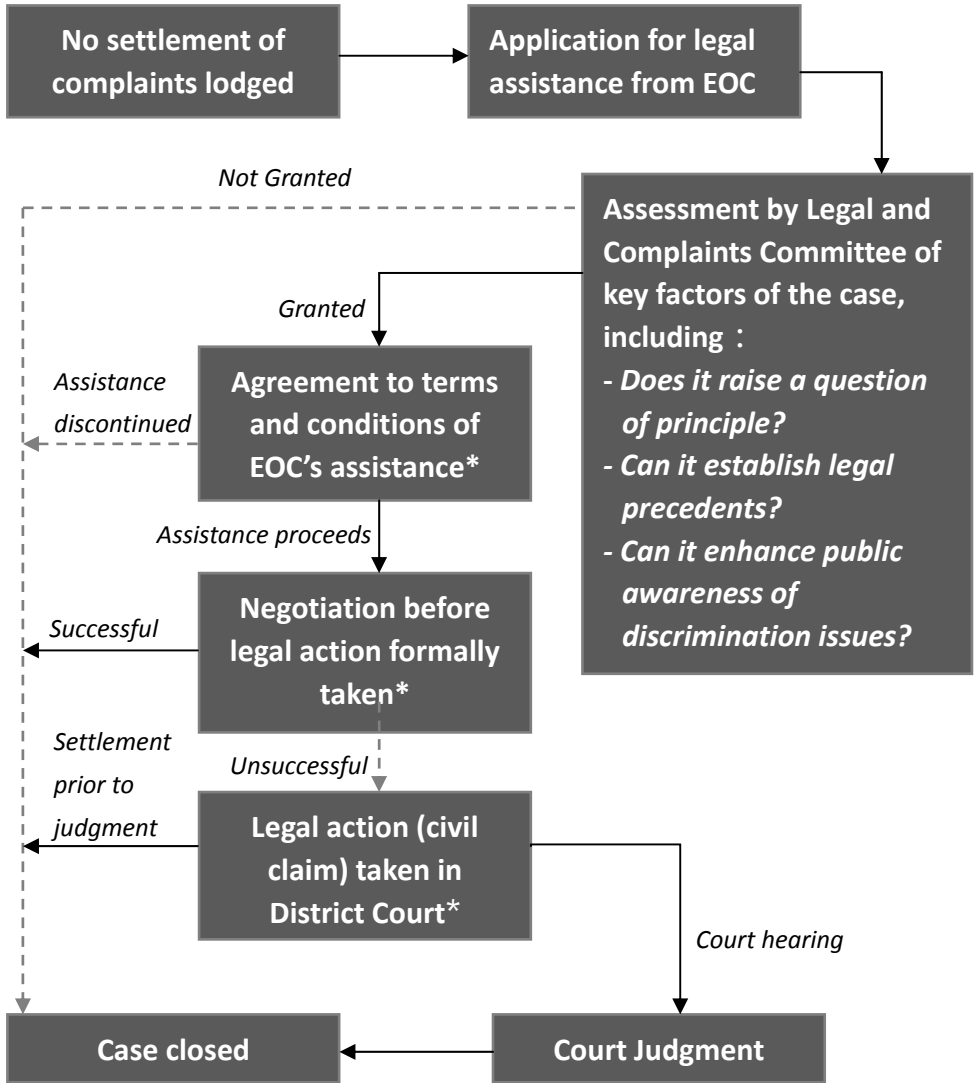 No settlement of
complaints lodged
Application for legal
assistance from EOC
Not Granted
Assessment by Legal and
Complaints Committee of
key factors of the case,
including：
- Does it raise a question
of principle?
- Can it establish legal
precedents?
- Can it enhance public
awareness of
discrimination issues?
Granted
Agreement to terms
and conditions of
EOC’s assistance*
Assistance
discontinued
Assistance proceeds
Negotiation before
legal action formally
taken*
Successful
Unsuccessful
Settlement
prior to
judgment
Legal action (civil
claim) taken in
District Court*
Court hearing
Case closed
Court Judgment